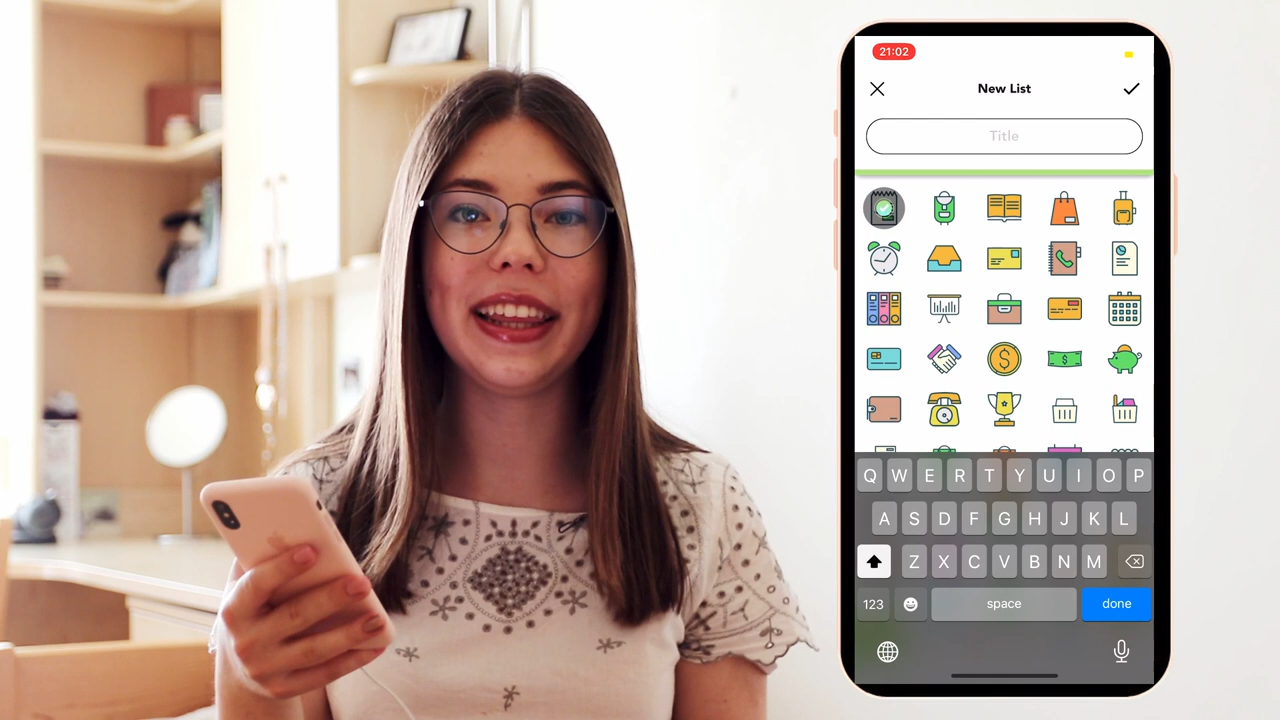 21:02
New List
Title
Q W E R T Y U I O P
A S D F G H J K L
Z X C V B N M
123 space done